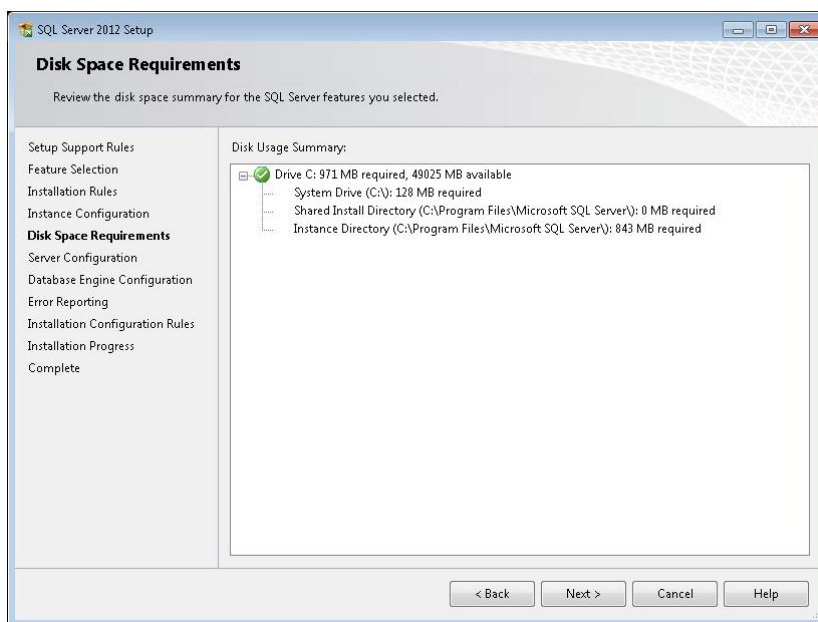 SQL Server 2012 Setup
Disk Space Requirements
Review the disk space summary for the SQL Server features you selected.
Setup Support Rules
Feature Selection
Installation Rules
Instance Configuration
Disk Space Requirements
Server Configuration
Database Engine Configuration
Error Reporting
Installation Configuration Rules
Installation Progress
Complete
Disk Usage Summary:
Drive C: 971 MB required, 49025 MB available
System Drive (C:\): 128 MB required
Shared Install Directory (C:\Program Files\Microsoft SQL Server\): 0 MB required
Instance Directory (C:\Program Files\Microsoft SQL Server\): 843 MB required
< Back Next > Cancel Help